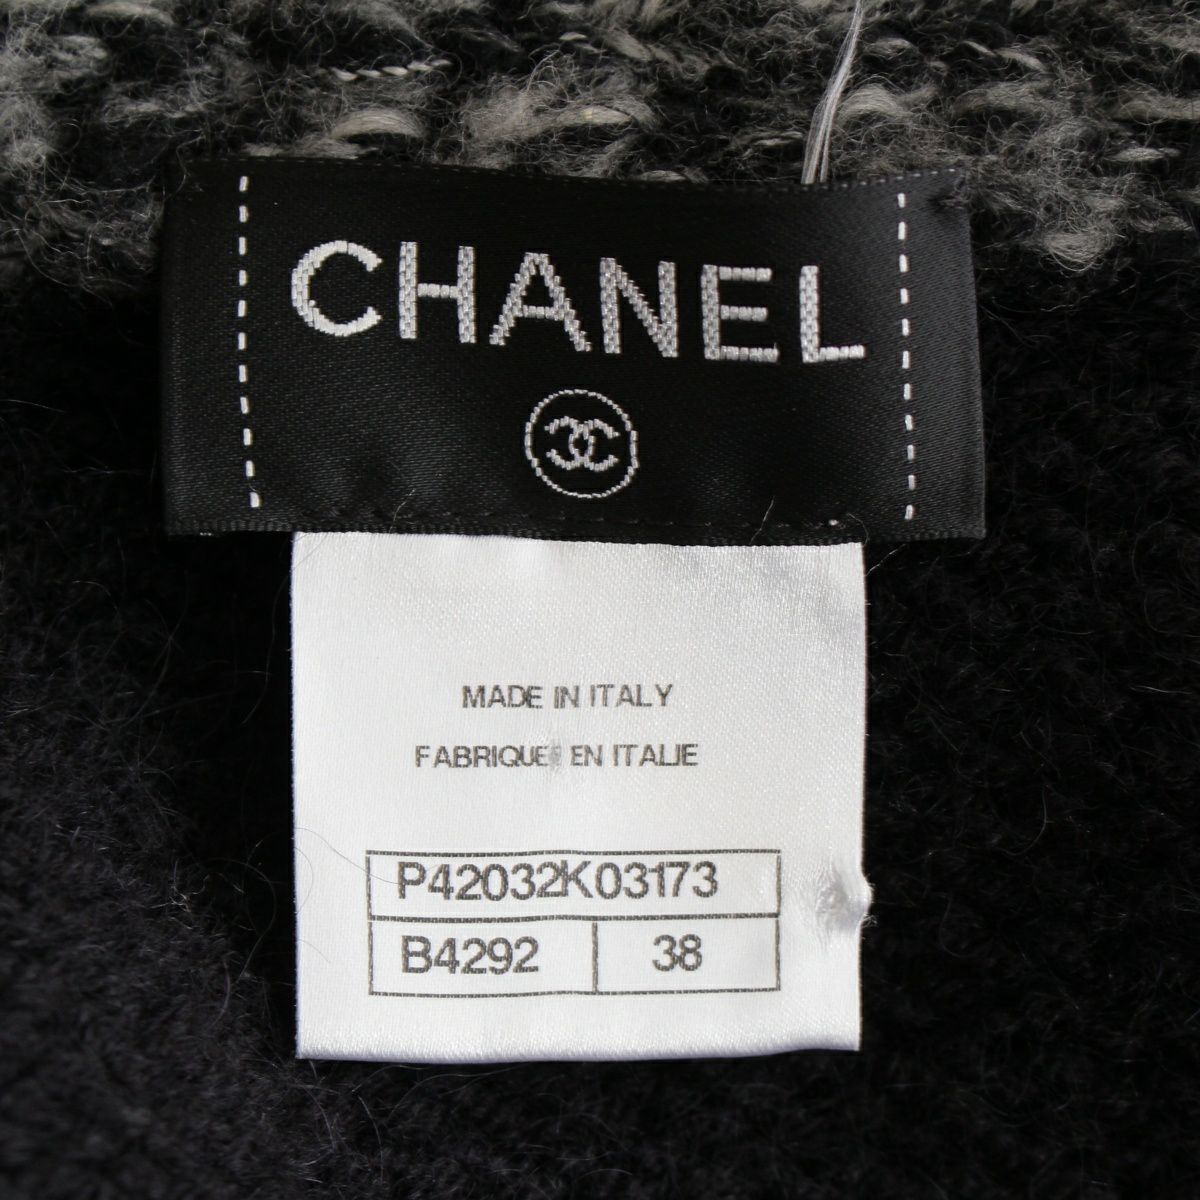 CHANEL
MADE IN ITALY
FABRIQUE EN ITALIE
P42032K03173
B4292 38